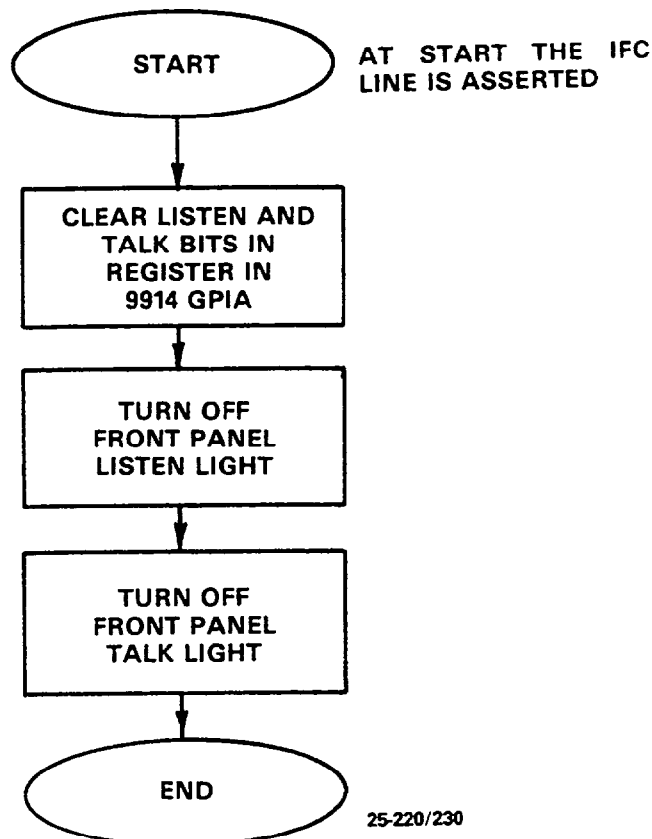 START
AT START THE IFC
LINE IS ASSERTED
CLEAR LISTEN AND
TALK BITS IN
REGISTER IN
9914 GPIA
TURN OFF
FRONT PANEL
LISTEN LIGHT
TURN OFF
FRONT PANEL
TALK LIGHT
END
25-220/230